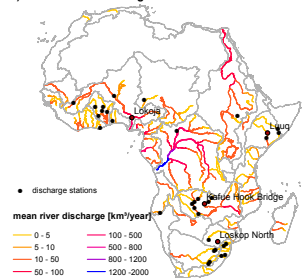 Lokoja
Luuq
Kafue Hook Bridge
Loskop North
discharge stations
mean river discharge [km³/year]
0 - 5
5 - 10
10 - 50
50 - 100
100 - 500
500 - 800
800 - 1200
1200 -2000